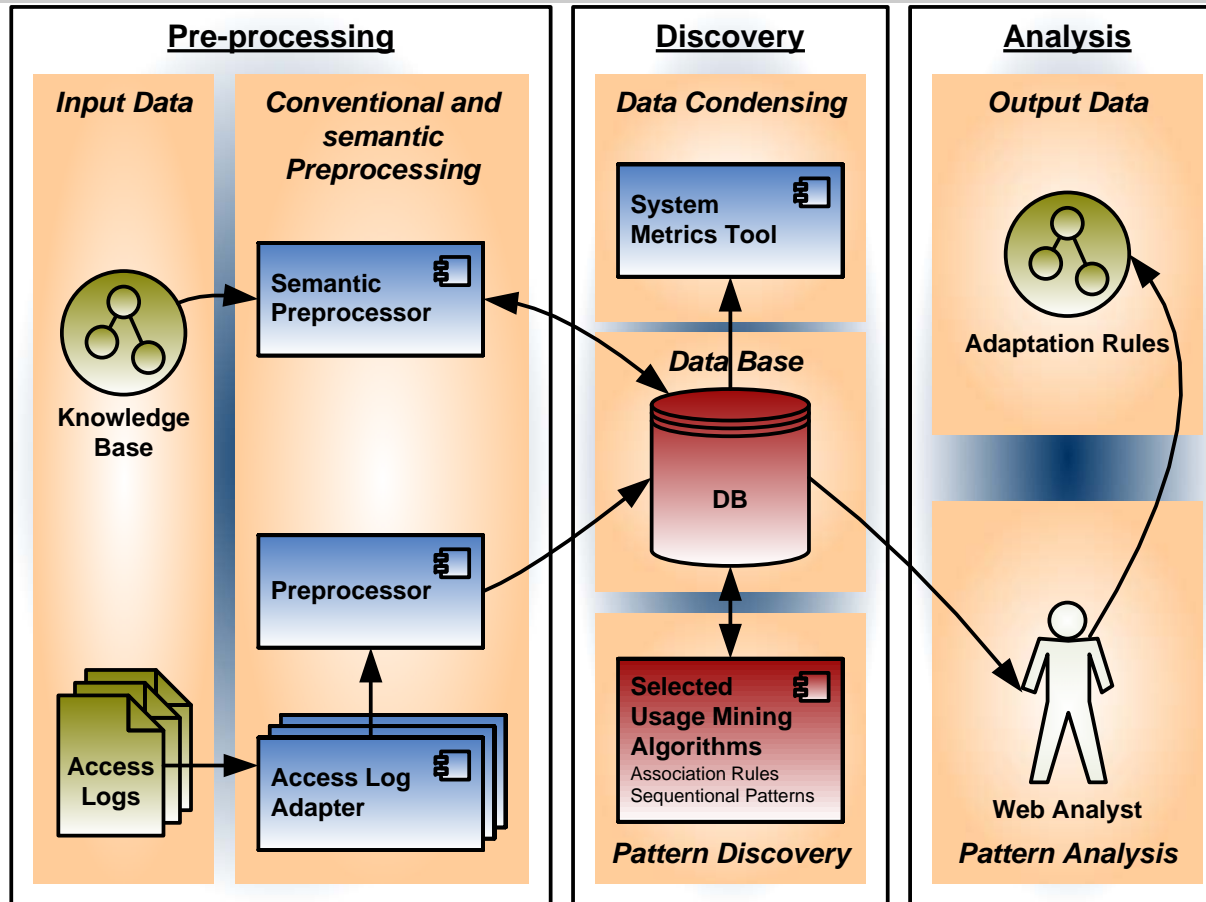 Pre-processing
Input Data
Conventional and
semantic
Preprocessing
Semantic
Preprocessor
Knowledge
Base
Preprocessor
Access
Logs
Access Log
Adapter
Discovery
Data Condensing
System
Metrics Tool
Data Base
DB
Selected
Usage Mining
Algorithms
Association Rules
Sequentional Patterns
Pattern Discovery
Analysis
Output Data
Adaptation Rules
Web Analyst
Pattern Analysis